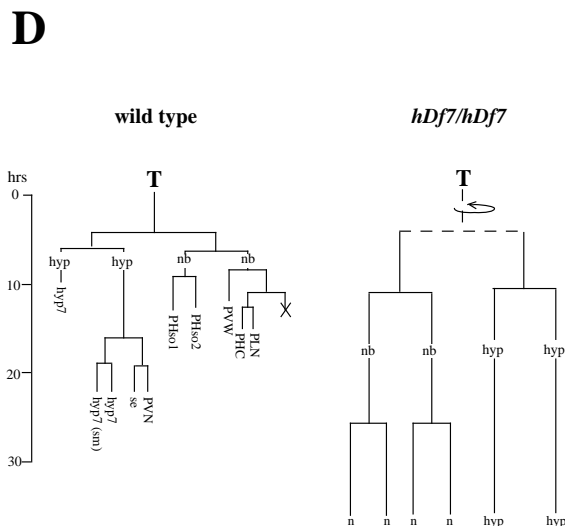 D
wild type
hDf7/hDf7
hrs
0
T
T
hyp
hyp
nb
nb
hyp7
10
PHso1
PHso2
PVW
PHC
PLN
X
nb
nb
hyp
hyp
20
hyp7 (sm)
hyp7
se
PVN
30
n
n
n
n
hyp
hyp